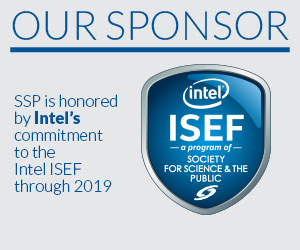 OUR SPONSOR
SSP is honored
by Intel's
commitment
to the
Intel ISEF
through 2019
intel
ISEF
a program of
SOCIETY
FOR SCIENCE & THE
PUBLIC